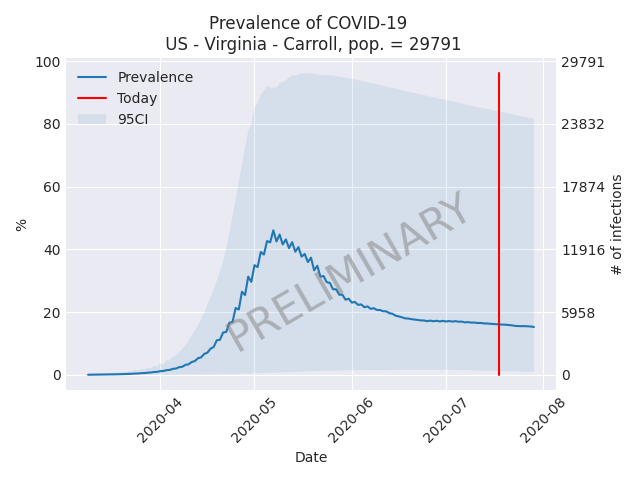 Prevalence of COVID-19
US - Virginia - Carroll, pop. = 29791
Prevalence
Today
95CI
100
80
60
40
20
0
%
29791
23832
17874
11916
5958
0
# of infections
PRELIMINARY
2020-04
2020-05
2020-06
2020-07
2020-08
Date